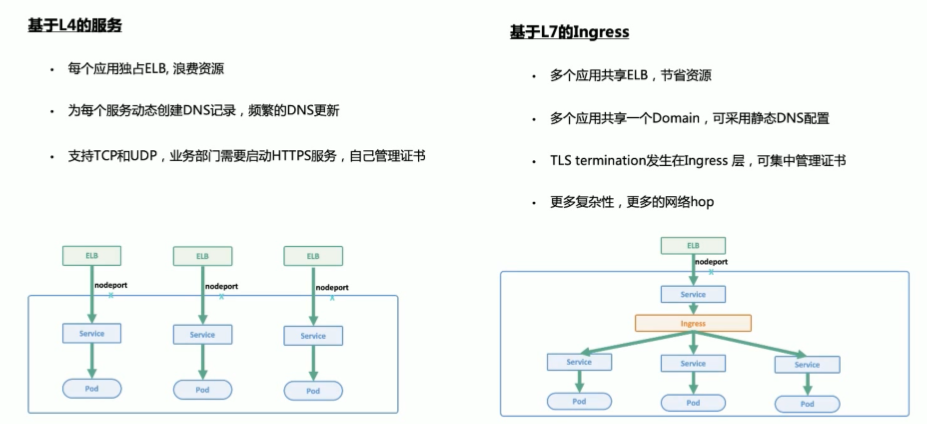 基于L4的服务
• 每个应用独占ELB, 浪费资源
• 为每个服务动态创建DNS记录，频繁的DNS更新
• 支持TCP和UDP，业务部门需要启动HTTPS服务，自己管理证书
ELB
ELB
ELB
nodeport
nodeport
nodeport
Service
Service
Service
Pod
Pod
Pod
基于L7的Ingress
• 多个应用共享ELB，节省资源
• 多个应用共享一个Domain，可采用静态DNS配置
• TLS termination发生在Ingress 层，可集中管理证书
• 更多复杂性，更多的网络hop
ELB
nodeport
Service
Ingress
Service
Service
Service
Pod
Pod
Pod